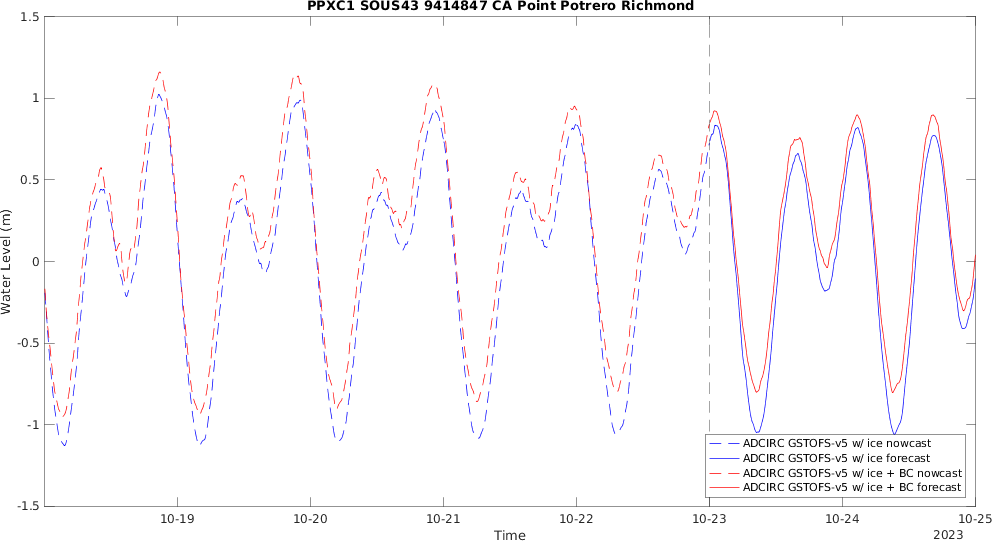 PPXC1 SOUS43 9414847 CA Point Potrero Richmond
1.5
1
0.5
0
-0.5
-1
-1.5
Water Level (m)
ADCIRC GSTOFS-v5 w/ ice nowcast
ADCIRC GSTOFS-v5 w/ ice forecast
ADCIRC GSTOFS-v5 w/ ice + BC nowcast
ADCIRC GSTOFS-v5 w/ ice + BC forecast
10-19 10-20 10-21 10-22 10-23 10-24 10-25
Time
2023